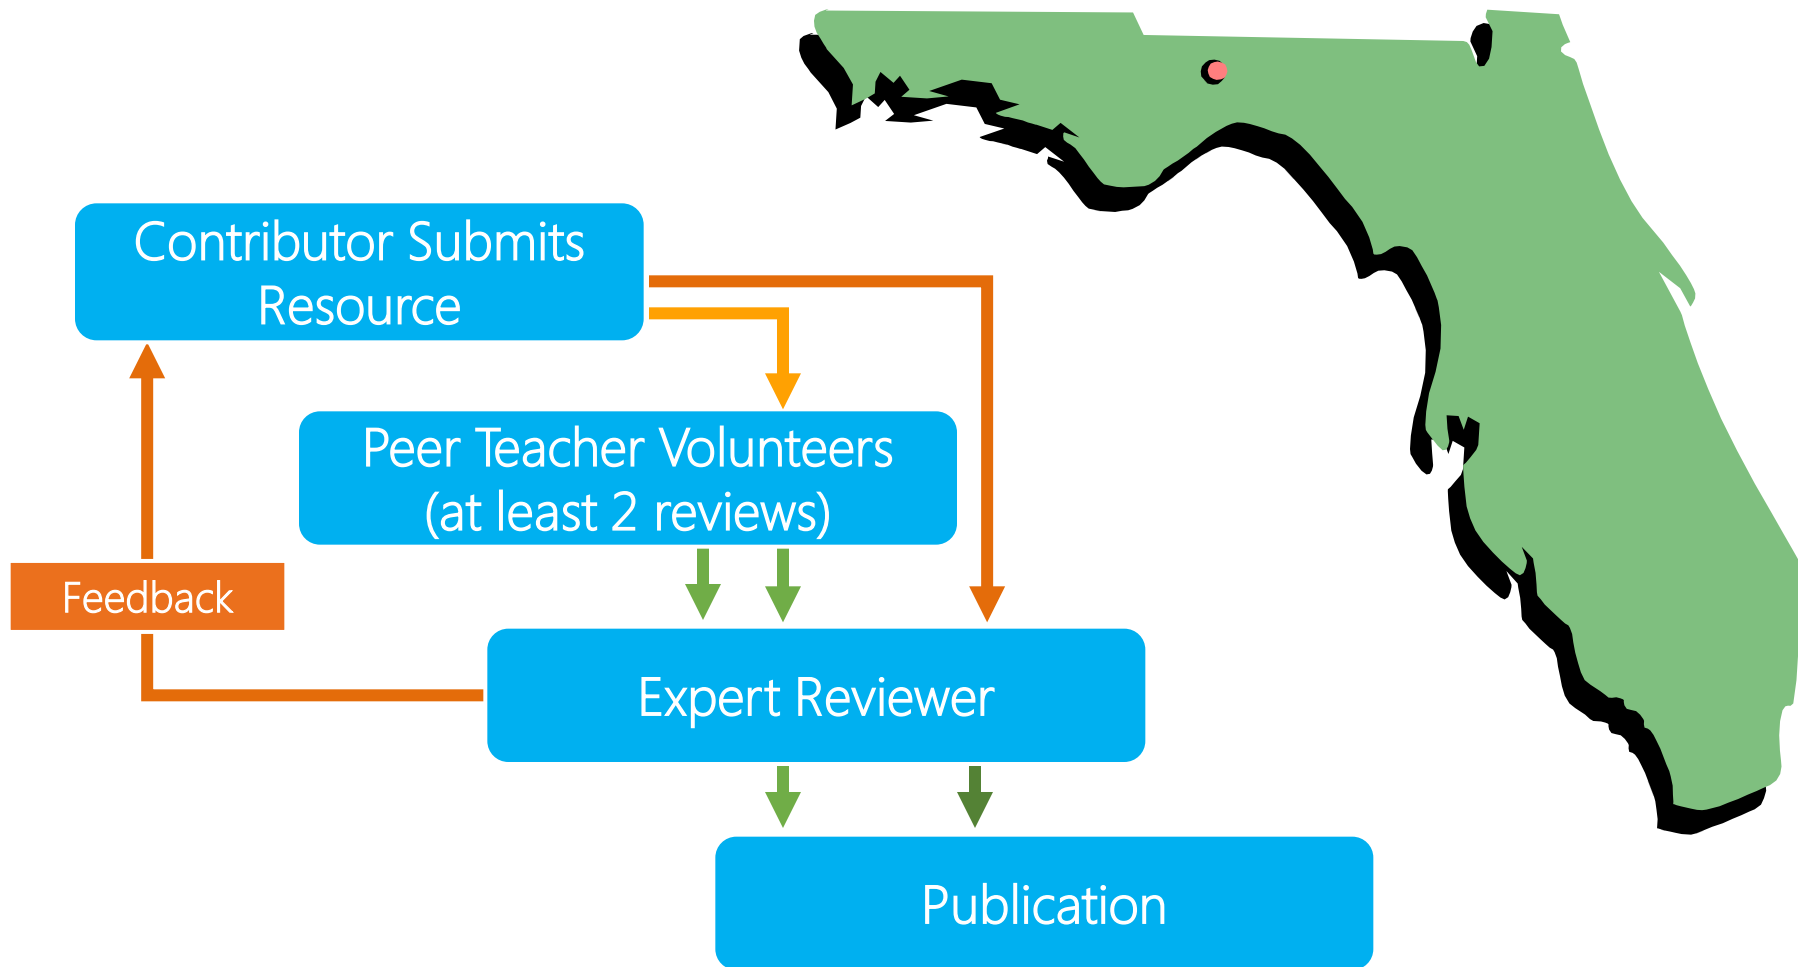 Contributor Submits
Resource
Peer Teacher Volunteers
(at least 2 reviews)
Feedback
Expert Reviewer
Publication